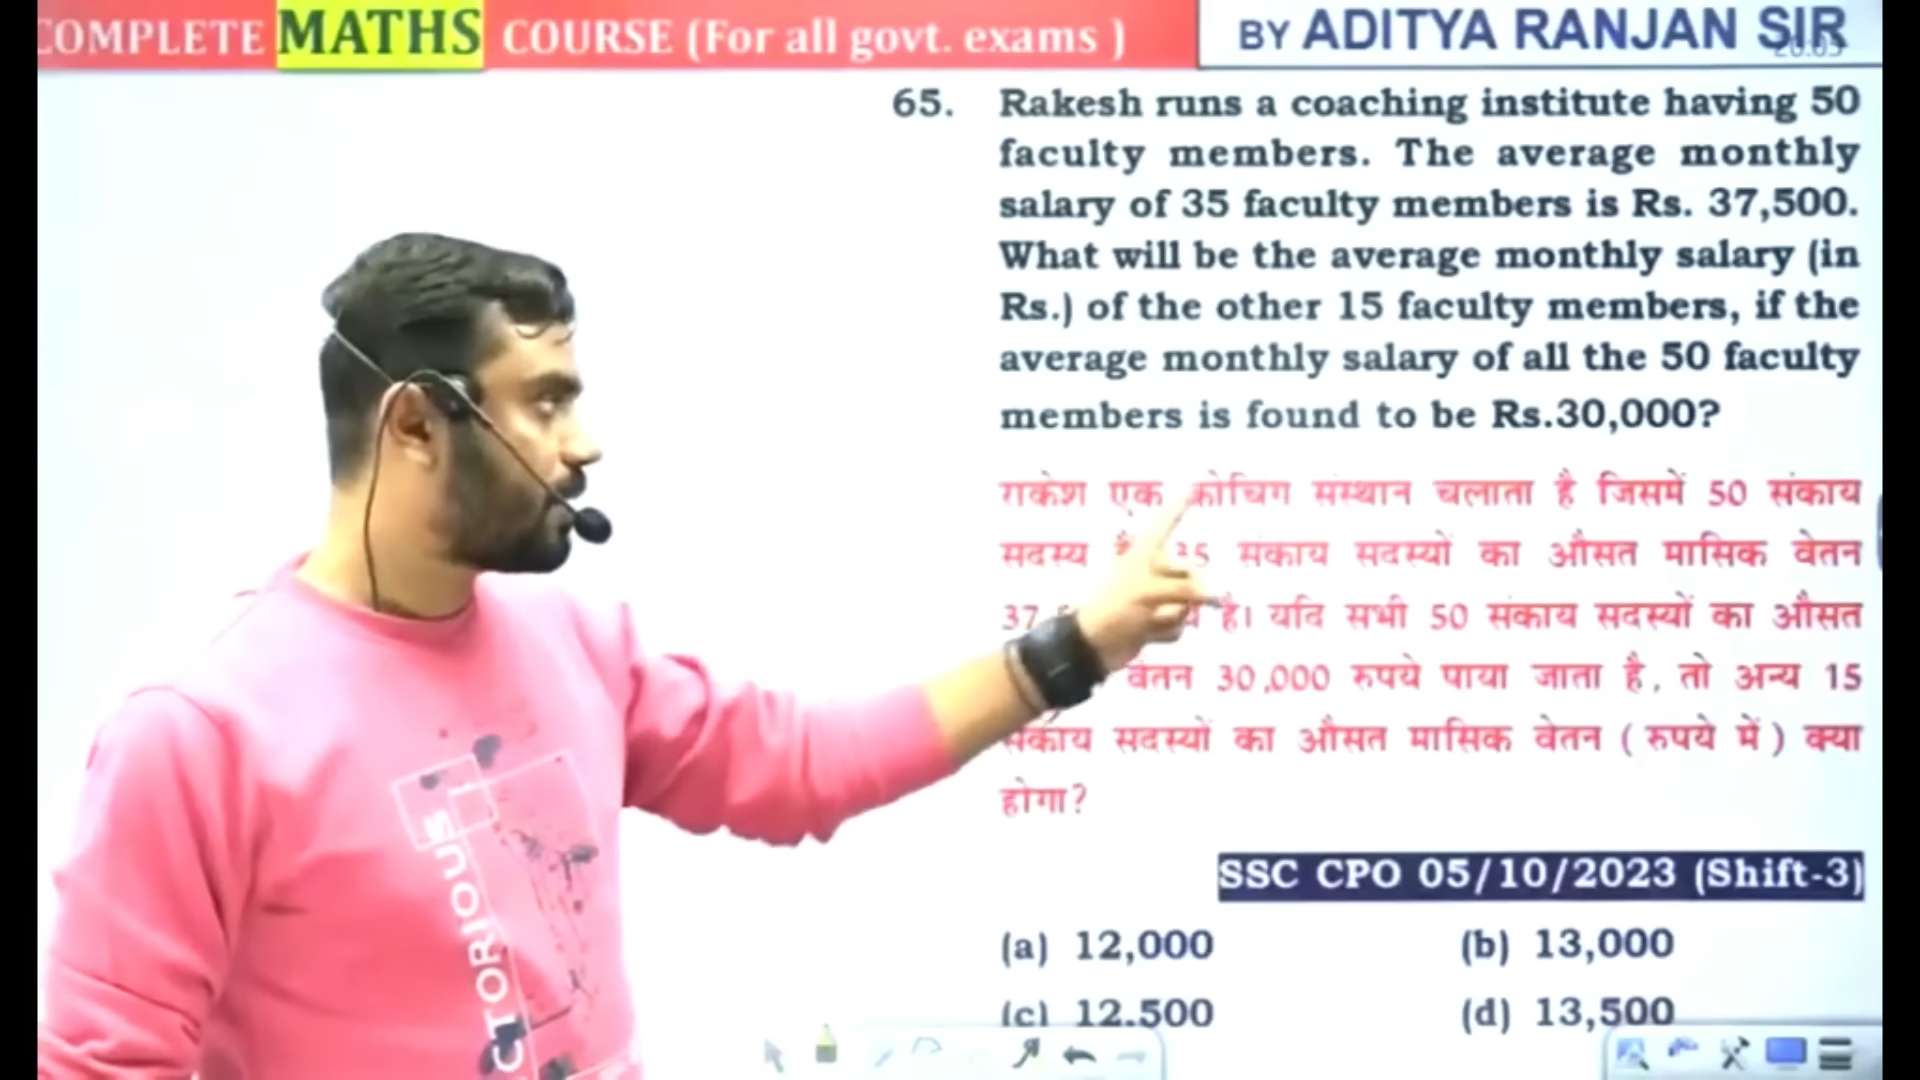 COMPLETE MATHS COURSE (For all govt. exams )
BY ADITYA RANJAN SIR
65. Rakesh runs a coaching institute having 50
faculty members. The average monthly
salary of 35 faculty members is Rs. 37,500.
What will be the average monthly salary (in
Rs.) of the other 15 faculty members, if the
average monthly salary of all the 50 faculty
members is found to be Rs.30,000?
राकेश एक कोचिंग संस्थान चलाता है जिसमें 50 संकाय
सदस्य 35 संकाय सदस्यों का औसत मासिक वेतन
37 है। यदि सभी 50 संकाय सदस्यों का औसत
वेतन 30,000 रुपये पाया जाता है, तो अन्य 15
संकाय सदस्यों का औसत मासिक वेतन ( रुपये में ) क्या
होगा?
SSC CPO 05/10/2023 (Shift-3)
(a) 12,000 (b) 13,000
(c) 12,500 (d) 13,500
CTORIOUS